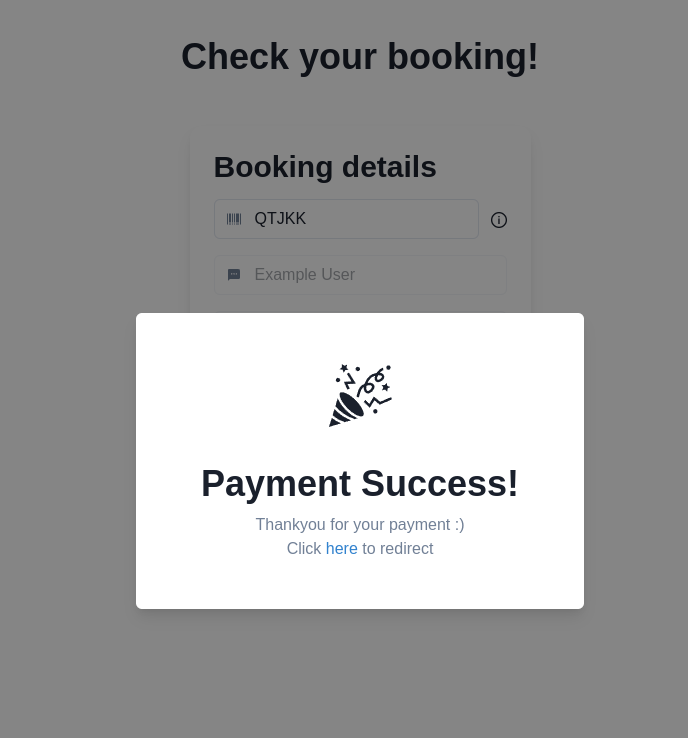 Check your booking!
Booking details
QTJKK
Example User
Payment Success!
Thankyou for your payment :)
Click here to redirect